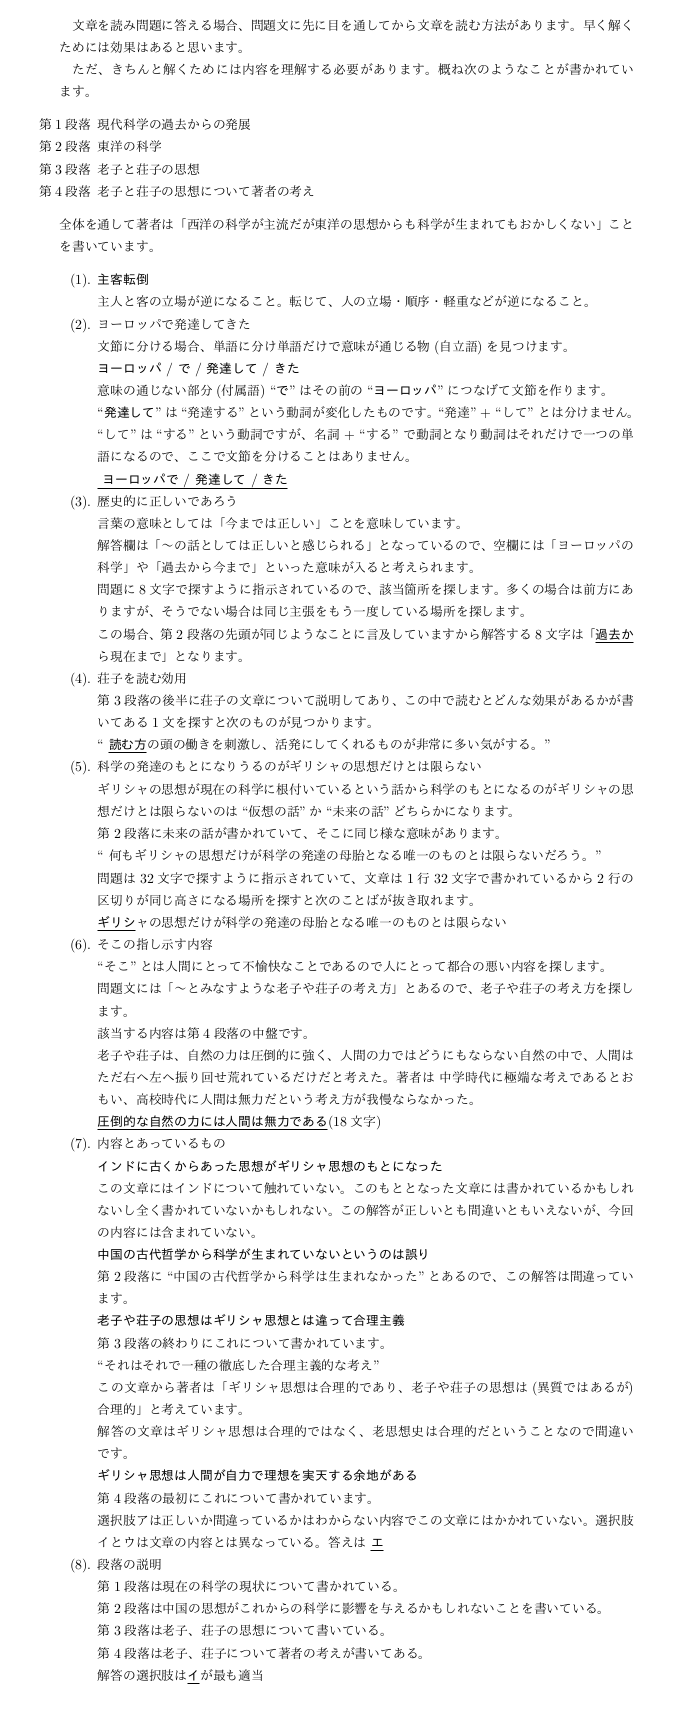 文章を読み問題に答える場合、問題文に先に目を通してから文章を読む方法があります。早く解く
ためには効果はあると思います。
ただ、きちんと解くためには内容を理解する必要があります。概ね次のようなことが書かれてい
ます。
第 1 段落 現代科学の過去からの発展
第 2 段落 東洋の科学
第 3 段落 老子と荘子の思想
第 4 段落 老子と荘子の思想について著者の考え
全体を通して著者は「西洋の科学が主流だが東洋の思想からも科学が生まれてもおかしくない」こと
を書いています。
(1). 主客転倒
主人と客の立場が逆になること。転じて、人の立場・順序・軽重などが逆になること。
(2). ヨーロッパで発達してきた
文節に分ける場合、単語に分け単語だけで意味が通じる物 (自立語) を見つけます。
ヨーロッパ / で / 発達して / きた
意味の通じない部分 (付属語) “で” はその前の “ヨーロッパ” につなげて文節を作ります。
“発達して” は “発達する” という動詞が変化したものです。“発達” + “して” とは分けません。
“して” は “する” という動詞ですが、名詞 + “する” で動詞となり動詞はそれだけで一つの単
語になるので、ここで文節を分けることはありません。
ヨーロッパで / 発達して / きた
(3). 歴史的に正しいであろう
言葉の意味としては「今までは正しい」ことを意味しています。
解答欄は「〜の話としては正しいと感じられる」となっているので、空欄には「ヨーロッパの
科学」や「過去から今まで」といった意味が入ると考えられます。
問題に 8 文字で探すように指示されているので、該当箇所を探します。多くの場合は前方にあ
りますが、そうでない場合は同じ主張をもう一度している場所を探します。
この場合、第 2 段落の先頭が同じようなことに言及していますから解答する 8 文字は「過去か
ら現在まで」となります。
(4). 荘子を読む効用
第 3 段落の後半に荘子の文章について説明してあり、この中で読むとどんな効果があるかが書
いてある 1 文を探すと次のものが見つかります。
“ 読む方の頭の働きを刺激し、活発にしてくれるものが非常に多い気がする。”
(5). 科学の発達のもとになりうるのがギリシャの思想だけとは限らない
ギリシャの思想が現在の科学に根付いているという話から科学のもとになるのがギリシャの思
想だけとは限らないのは “仮想の話” か “未来の話” どちらかになります。
第 2 段落に未来の話が書かれていて、そこに同じ様な意味があります。
“ 何もギリシャの思想だけが科学の発達の母胎となる唯一のものとは限らないだろう。”
問題は 32 文字で探すように指示されていて、文章は 1 行 32 文字で書かれているから 2 行の
区切りが同じ高さになる場所を探すと次のことばが抜き取れます。
ギリシャの思想だけが科学の発達の母胎となる唯一のものとは限らない
(6). そこの指し示す内容
“そこ” とは人間にとって不愉快なことであるので人にとって都合の悪い内容を探します。
問題文には「〜とみなすような老子や荘子の考え方」とあるので、老子や荘子の考え方を探し
ます。
該当する内容は第 4 段落の中盤です。
老子や荘子は、自然の力は圧倒的に強く、人間の力ではどうにもならない自然の中で、人間は
ただ右へ左へ振り回せ荒れているだけだと考えた。著者は 中学時代に極端な考えであるとお
もい、高校時代に人間は無力だという考え方が我慢ならなかった。
圧倒的な自然の力には人間は無力である(18 文字)
(7). 内容とあっているもの
インドに古くからあった思想がギリシャ思想のもとになった
この文章にはインドについて触れていない。このもととなった文章には書かれているかもしれ
ないし全く書かれていないかもしれない。この解答が正しいとも間違いともいえないが、今回
の内容には含まれていない。
中国の古代哲学から科学が生まれていないというのは誤り
第 2 段落に “中国の古代哲学から科学は生まれなかった” とあるので、この解答は間違ってい
ます。
老子や荘子の思想はギリシャ思想とは違って合理主義
第 3 段落の終わりにこれについて書かれています。
“それはそれで一種の徹底した合理主義的な考え”
この文章から著者は「ギリシャ思想は合理的であり、老子や荘子の思想は (異質ではあるが)
合理的」と考えています。
解答の文章はギリシャ思想は合理的ではなく、老思想史は合理的だということなので間違い
です。
ギリシャ思想は人間が自力で理想を実天する余地がある
第 4 段落の最初にこれについて書かれています。
選択肢アは正しいか間違っているかはわからない内容でこの文章にはかかれていない。選択肢
イとウは文章の内容とは異なっている。答えは エ
(8). 段落の説明
第 1 段落は現在の科学の現状について書かれている。
第 2 段落は中国の思想がこれからの科学に影響を与えるかもしれないことを書いている。
第 3 段落は老子、荘子の思想について書いている。
第 4 段落は老子、荘子について著者の考えが書いてある。
解答の選択肢はイが最も適当